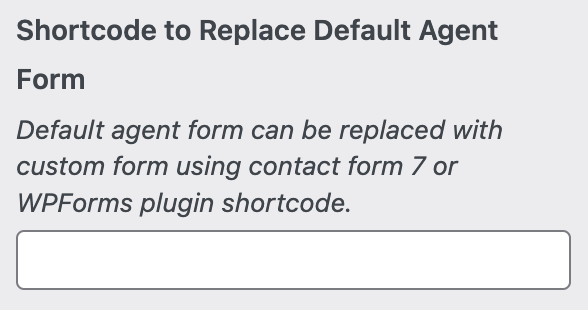 Shortcode to Replace Default Agent
Form
Default agent form can be replaced with
custom form using contact form 7 or
WPForms plugin shortcode.